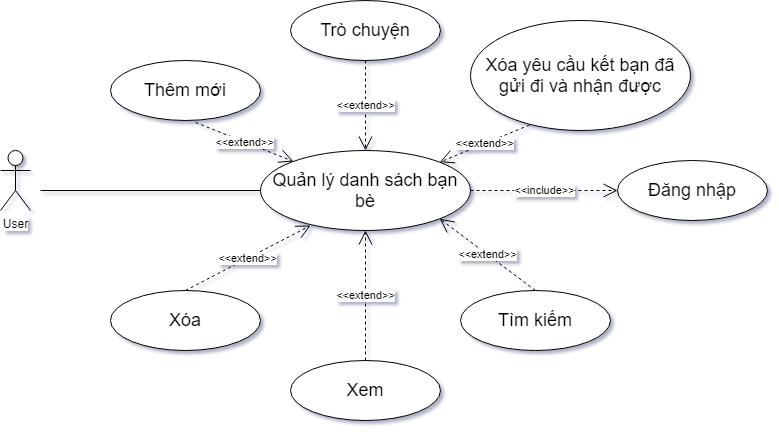 Trò chuyện
Xóa yêu cầu kết bạn đã
gửi đi và nhận được
Thêm mới
<<extend>>
<<extend>>
<<extend>>
Quản lý danh sách bạn
bè
<<include>>
Đăng nhập
User
<<extend>>
<<extend>>
<<extend>>
Xóa
Tìm kiếm
Xem